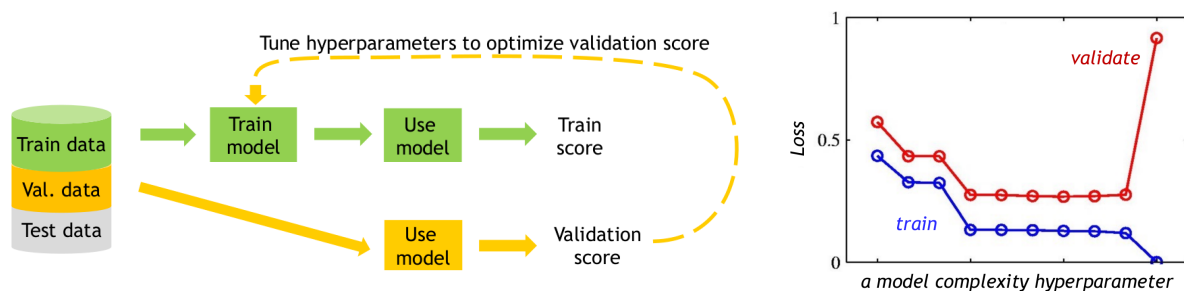 Tune hyperparameters to optimize validation score
Train data
Val. data
Test data
Train
model
Use
model
Train
score
Use
model
Validation
score
1
0.5
0
Loss
validate
train
a model complexity hyperparameter